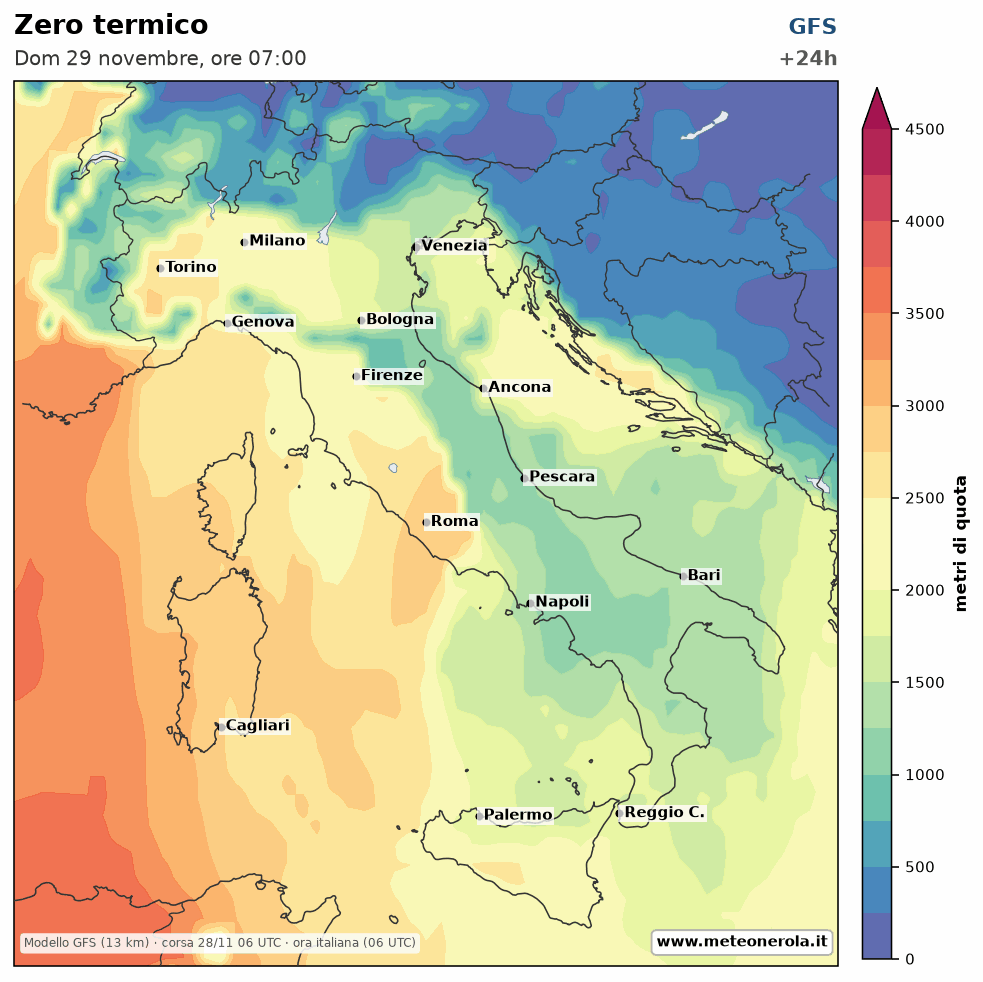 Zero termico
GFS
Dom 29 novembre, ore 07:00
+24h
Milano
Venezia
Torino
Genova
Bologna
Firenze
Ancona
Pescara
Roma
Bari
Napoli
Cagliari
Palermo
Reggio C.
4500
4000
3500
3000
2500
2000
1500
1000
500
0
metri di quota
Modello GFS (13 km) · corsa 28/11 06 UTC · ora italiana (06 UTC)
www.meteonerola.it